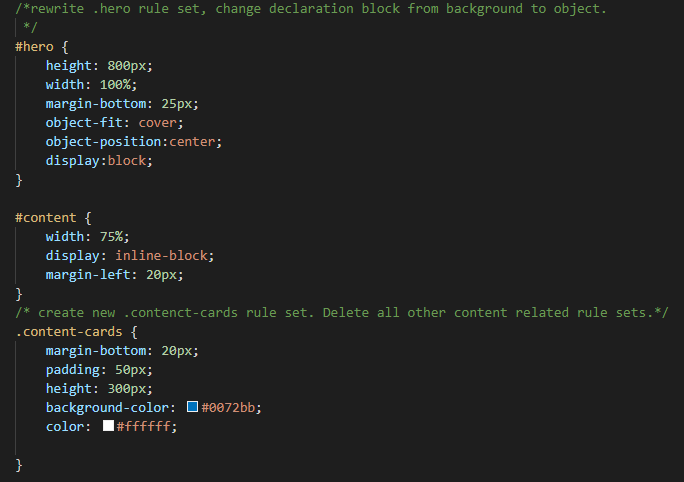 /*rewrite .hero rule set, change declaration block from background to object.
*/
#hero {
height: 800px;
width: 100%;
margin-bottom: 25px;
object-fit: cover;
object-position:center;
display:block;
}
#content {
width: 75%;
display: inline-block;
margin-left: 20px;
}
/* create new .contenct-cards rule set. Delete all other content related rule sets.*/
.content-cards {
margin-bottom: 20px;
padding: 50px;
height: 300px;
background-color: #0072bb;
color: #ffffff;
}